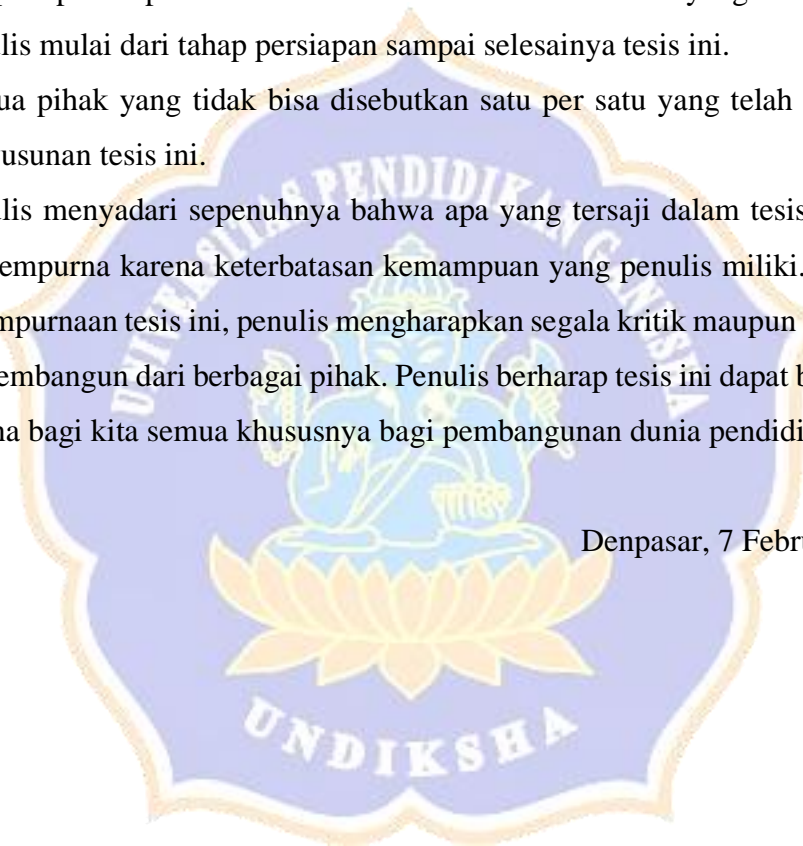 lis mulai dari tahap persiapan sampai selesainya tesis ini.
ua pihak yang tidak bisa disebutkan satu per satu yang telah
usunan tesis ini.
lis menyadari sepenuhnya bahwa apa yang tersaji dalam tesis
empurna karena keterbatasan kemampuan yang penulis miliki.
mpurnaan tesis ini, penulis mengharapkan segala kritik maupun
embangun dari berbagai pihak. Penulis berharap tesis ini dapat b
na bagi kita semua khususnya bagi pembangunan dunia pendidi
Denpasar, 7 Febru
UNIVERSITAS PENDIDIKAN GANESHA
UNDIKSHA